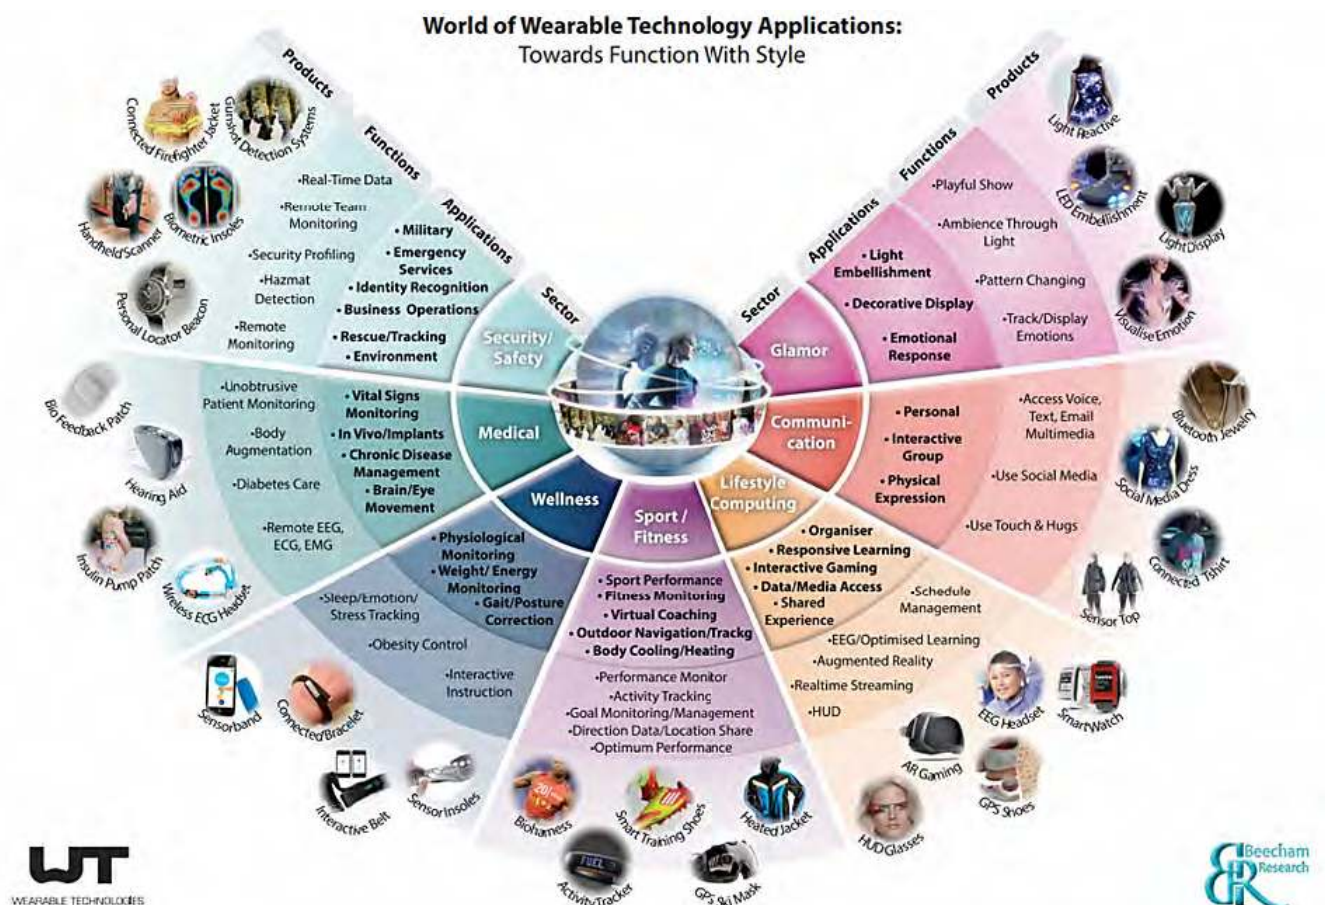 World of Wearable Technology Applications:
Towards Function With Style
Products
Functions
Applications
Sector
Connected Firefighter Jacket
Gunshot Detection Systems
Handheld Scanner
Biometric Insoles
Personal Locator Beacon
•Real-Time Data
•Remote Team
Monitoring
•Security Profiling
•Hazmat
Detection
•Remote
Monitoring
• Military
• Emergency
Services
• Identity Recognition
• Business Operations
• Rescue/Tracking
• Environment
Security/
Safety
Bio Feedback Patch
Hearing Aid
Insulin Pump Patch
Wireless ECG Headset
•Unobtrusive
Patient Monitoring
•Body
Augmentation
•Diabetes Care
•Remote EEG,
ECG, EMG
• Vital Signs
Monitoring
• In Vivo/Implants
• Chronic Disease
Management
• Brain/Eye
Movement
Medical
Sensorband
Connected Bracelet
Interactive Belt
Sensor Insoles
•Sleep/Emotion/
Stress Tracking
•Obesity Control
•Interactive
Instruction
• Physiological
Monitoring
• Weight/ Energy
Monitoring
• Gait/Posture
Correction
Wellness
Sport /
Fitness
• Sport Performance
• Fitness Monitoring
• Virtual Coaching
• Outdoor Navigation/Trackg
• Body Cooling/Heating
•Performance Monitor
•Activity Tracking
•Goal Monitoring/Management
•Direction Data/Location Share
•Optimum Performance
Bioharness
Smart Training Shoes
Heated Jacket
Activity Tracker
GPs Ski Mask
FUEL
Lifestyle
Computing
• Organiser
• Responsive Learning
• Interactive Gaming
• Data/Media Access
• Shared
Experience
•Schedule
Management
•EEG/Optimised Learning
•Augmented Reality
•Realtime Streaming
•HUD
EEG Headset
SmartWatch
AR Gaming
GPS Shoes
HUD Glasses
Communi-
cation
• Personal
• Interactive
Group
• Physical
Expression
•Access Voice,
Text, Email
Multimedia
•Use Social Media
•Use Touch & Hugs
Bluetooth Jewelry
Social Media Dress
Connected Tshirt
Sensor Top
Glamor
• Light
Embellishment
• Decorative Display
• Emotional
Response
•Playful Show
•Ambience Through
Light
•Pattern Changing
•Track/Display
Emotions
Light Reactive
LED Embellishment
Light Display
Visualise Emotion
Sector
Applications
Functions
Products
WT
WEARABLE TECHNOLOGIES
Beecham
Research
BR